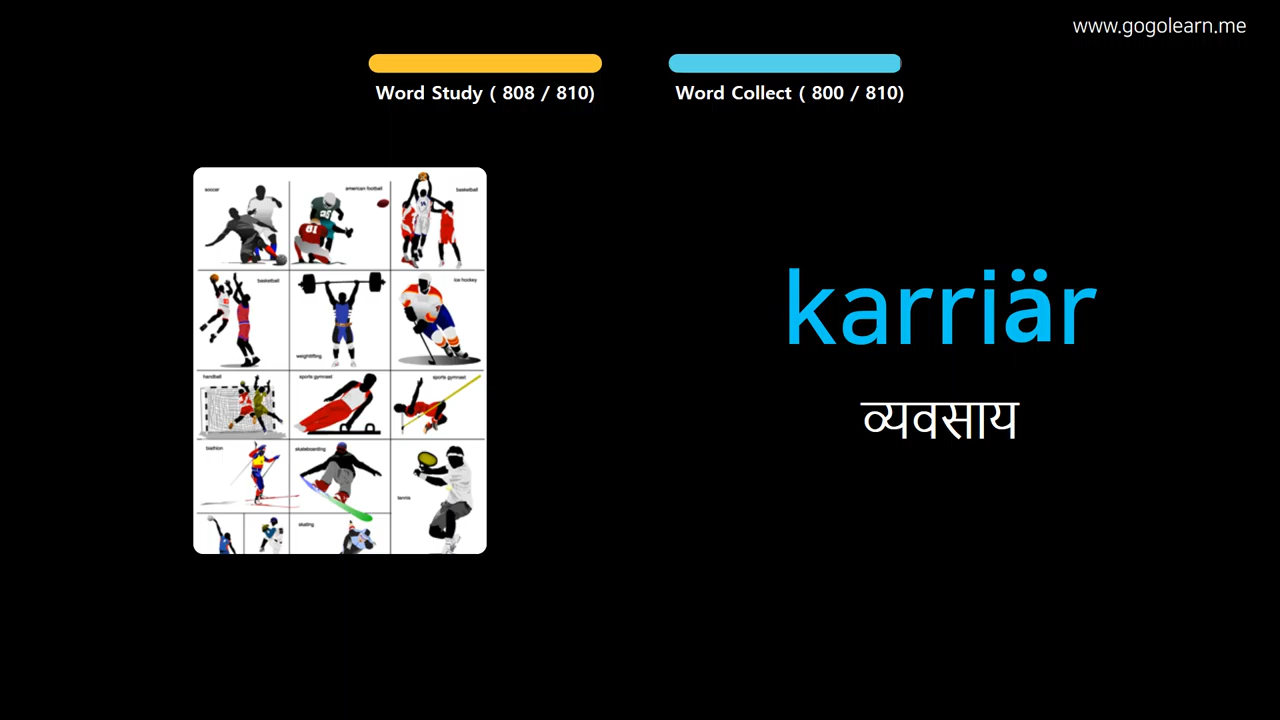 www.gogolearn.me
Word Study ( 808 / 810)
Word Collect ( 800 / 810)
soccer
american football
basketball
basketball
weightlifting
ice hockey
handball
sports gymnast
sports gymnast
biathlon
skateboarding
tennis
skating
karriär
व्यवसाय